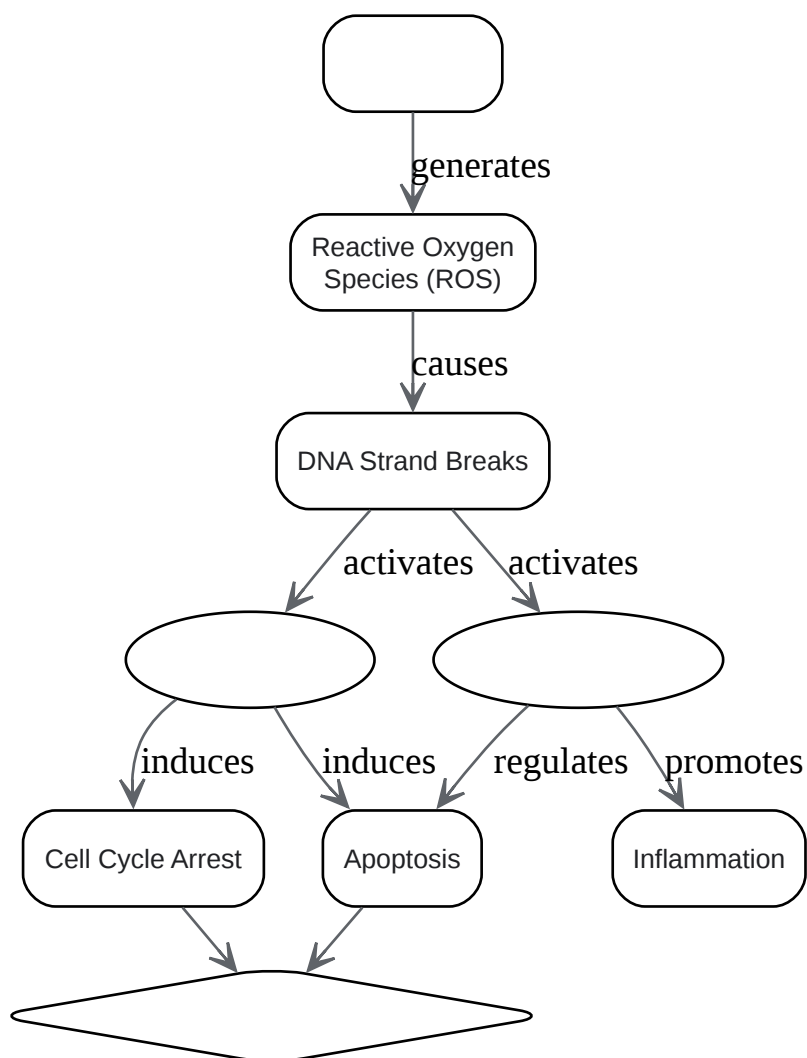 generates
Reactive Oxygen
Species (ROS)
causes
DNA Strand Breaks
activates
activates
induces
induces
regulates
promotes
Cell Cycle Arrest
Apoptosis
Inflammation